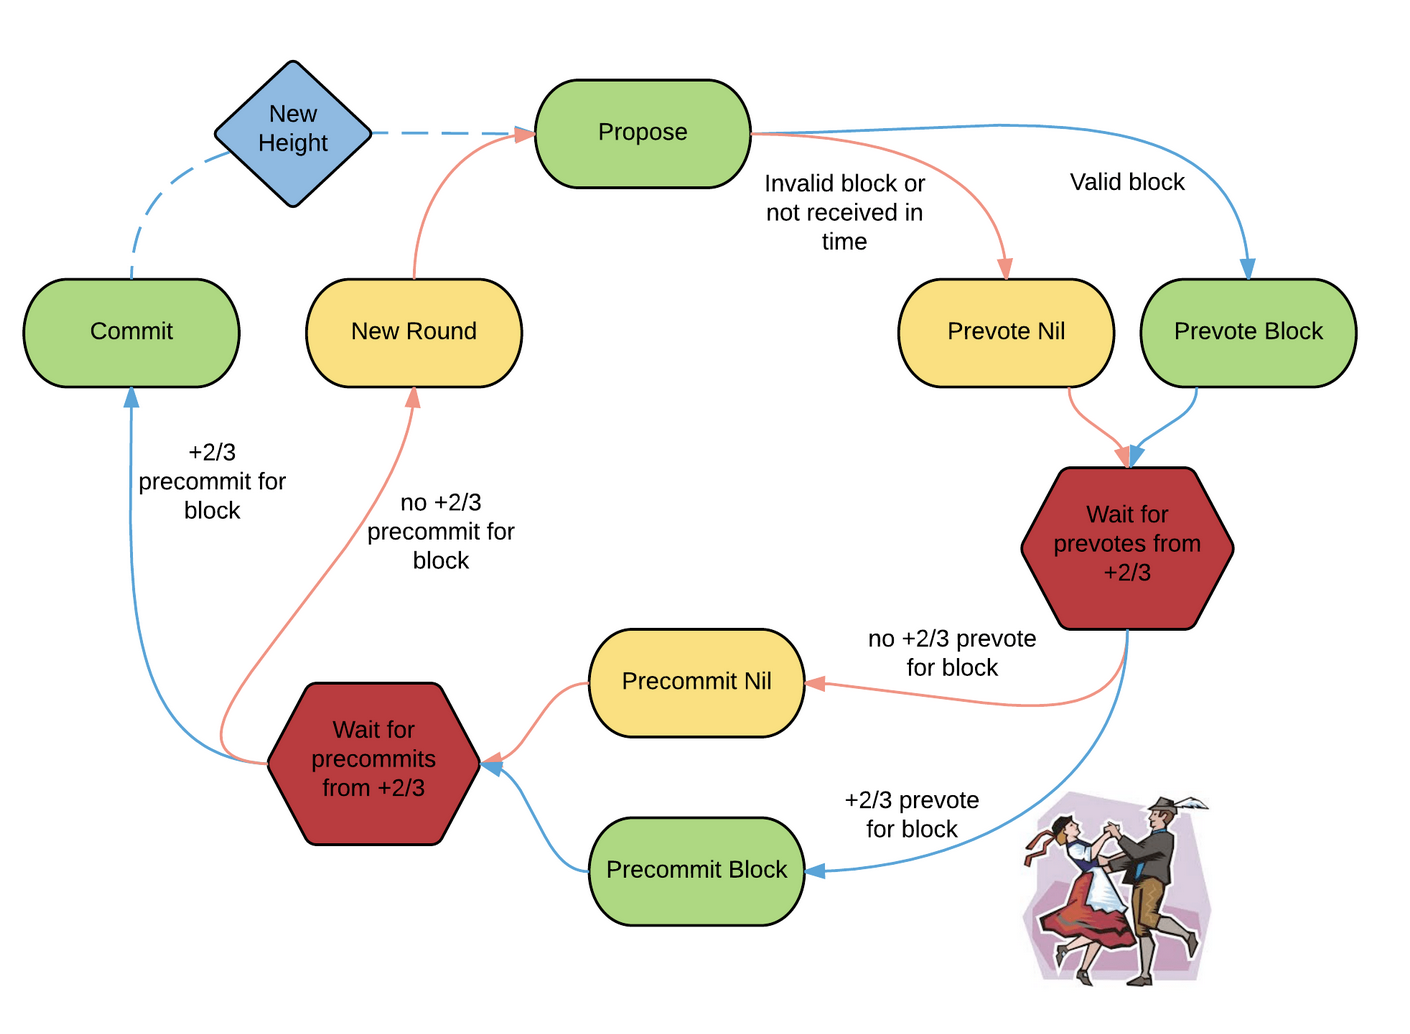 New
Height
Propose
Invalid block or
not received in
time
Valid block
Commit
New Round
Prevote Nil
Prevote Block
+2/3
precommit for
block
no +2/3
precommit for
block
Wait for
prevotes from
+2/3
no +2/3 prevote
for block
Precommit Nil
Wait for
precommits
from +2/3
+2/3 prevote
for block
Precommit Block